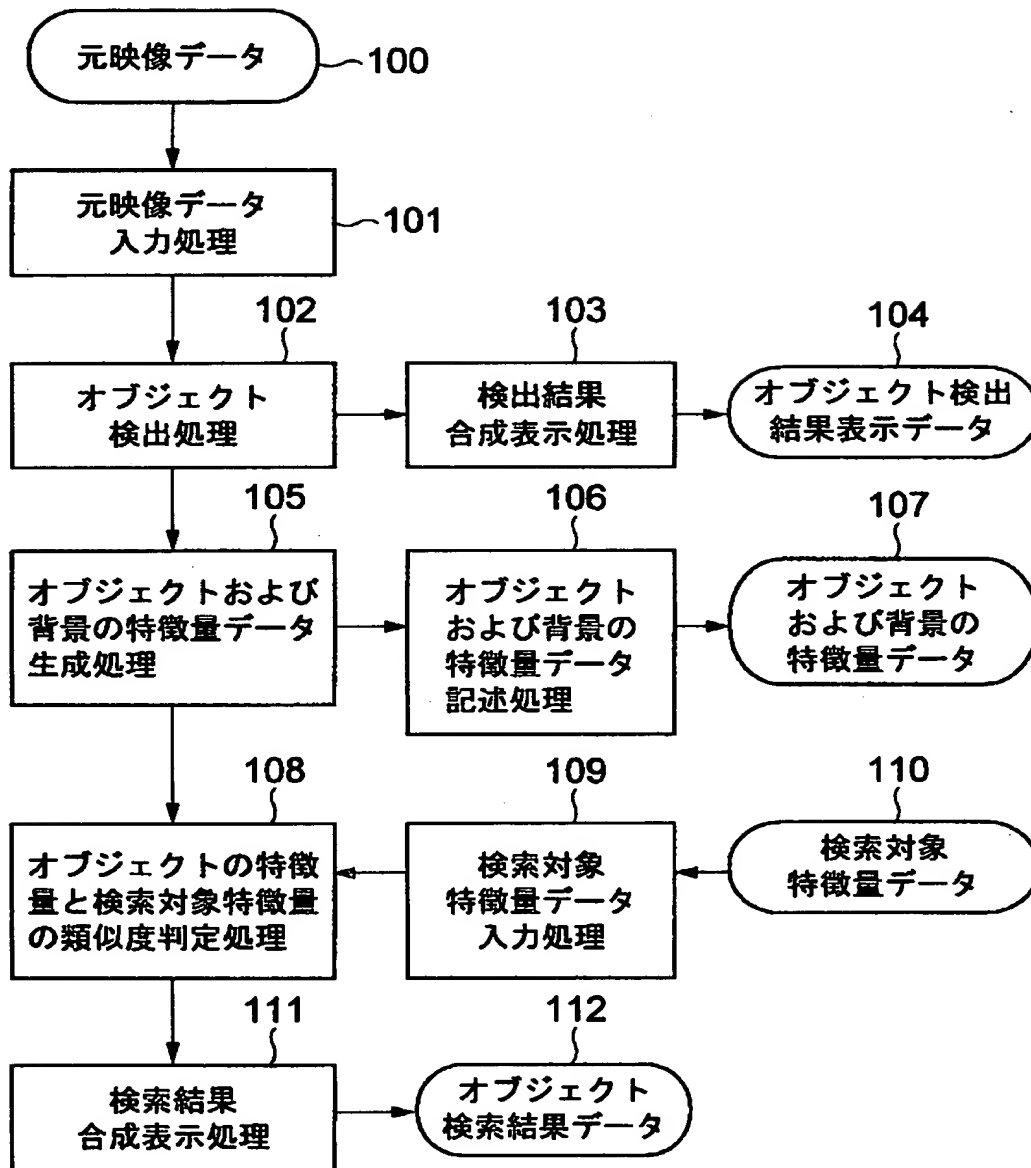 元映像データ
100
元映像データ
入力処理
101
102
103
104
オブジェクト
検出処理
検出結果
合成表示処理
オブジェクト検出
結果表示データ
105
106
107
オブジェクトおよび
背景の特徴量データ
生成処理
オブジェクト
および背景の
特徴量データ
記述処理
オブジェクト
および背景の
特徴量データ
108
109
110
オブジェクトの特徴
量と検索対象特徴量
の類似度判定処理
検索対象
特徴量データ
入力処理
検索対象
特徴量データ
111
112
検索結果
合成表示処理
オブジェクト
検索結果データ